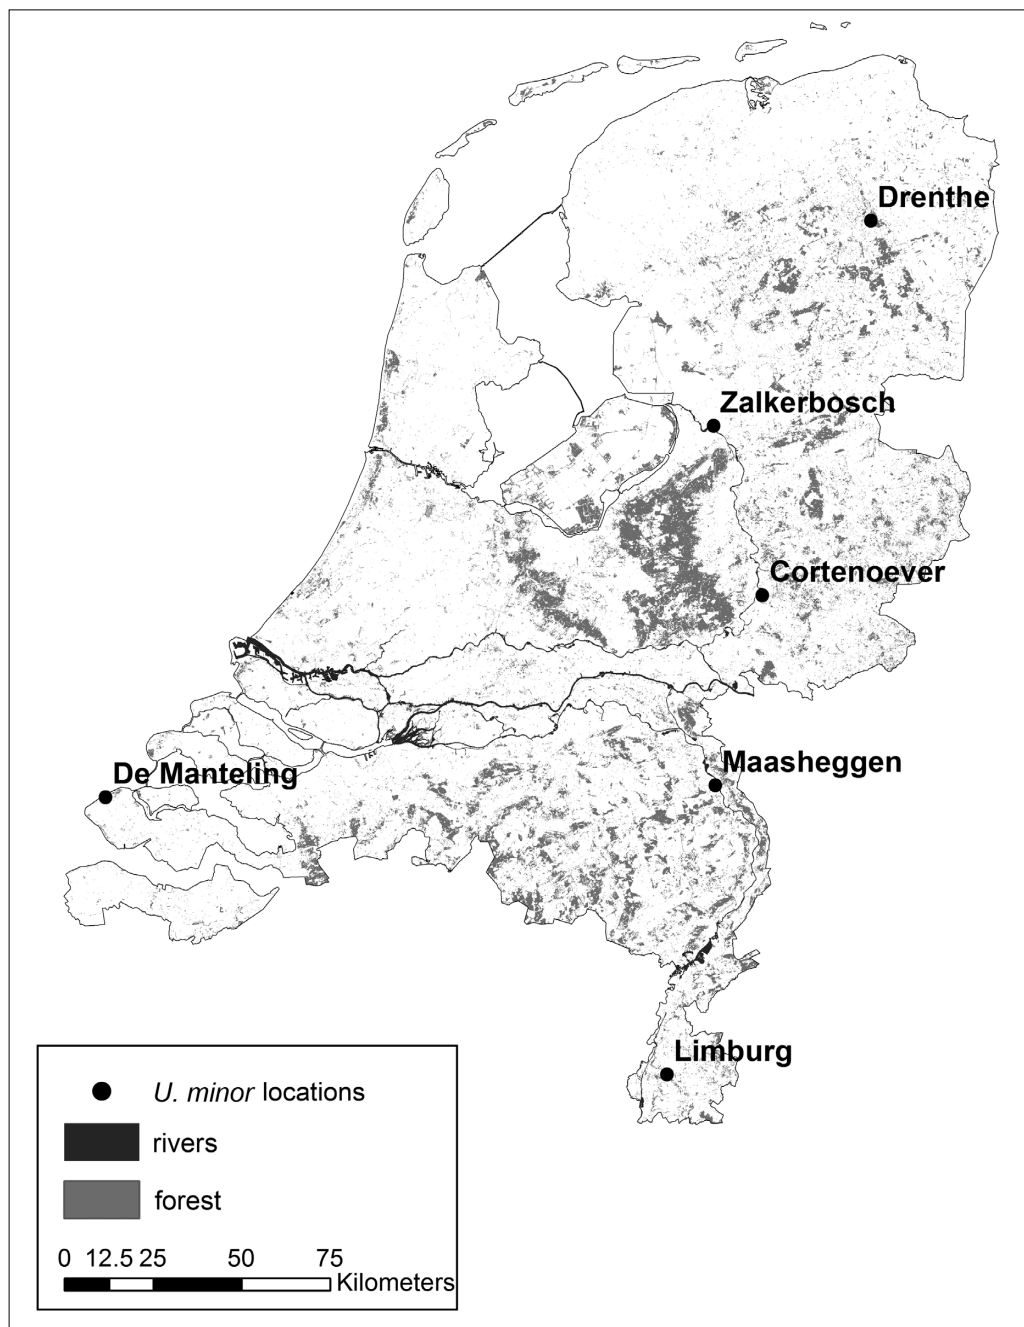 Drenthe
Zalkerbosch
Cortenoever
Maasheggen
De Manteling
Limburg
U. minor locations
rivers
forest
0 12.5 25 50 75
Kilometers